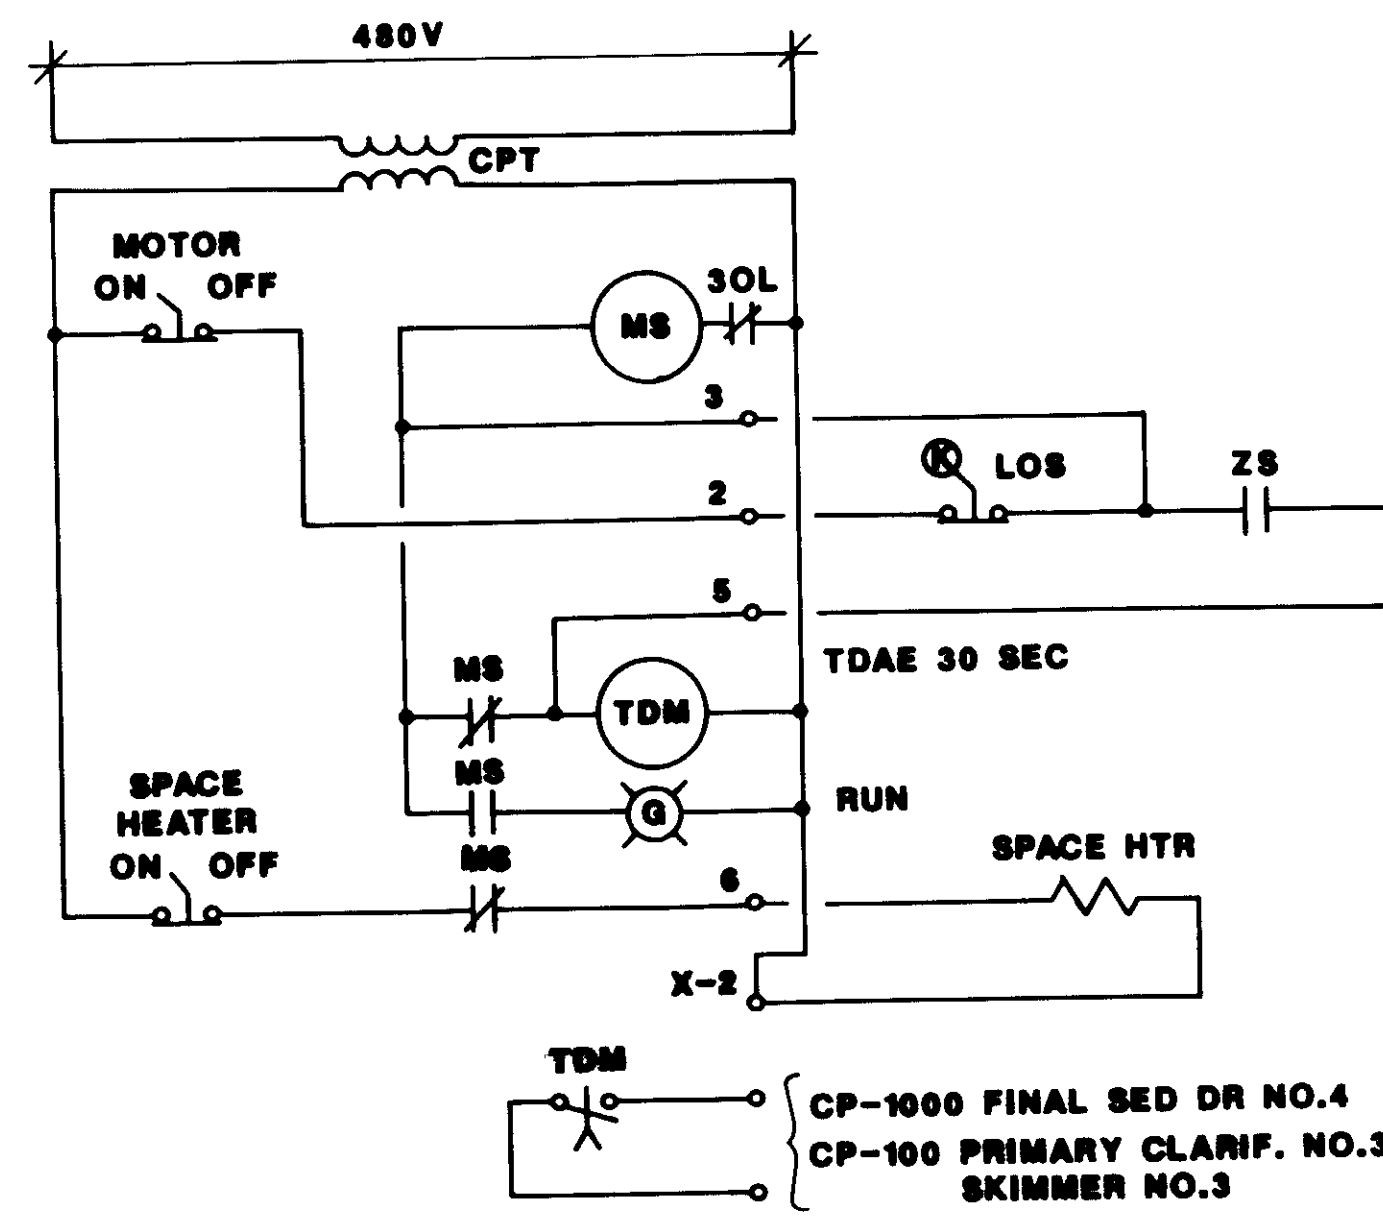 480V
CPT
MOTOR
ON OFF
MS
3OL
3
K LOS
ZS
2
5
TDAE 30 SEC
MS
TDM
MS
G
RUN
SPACE
HEATER
ON OFF
MS
6
SPACE HTR
X-2
TDM
CP-1000 FINAL SED DR NO.4
CP-100 PRIMARY CLARIF. NO.3
SKIMMER NO.3